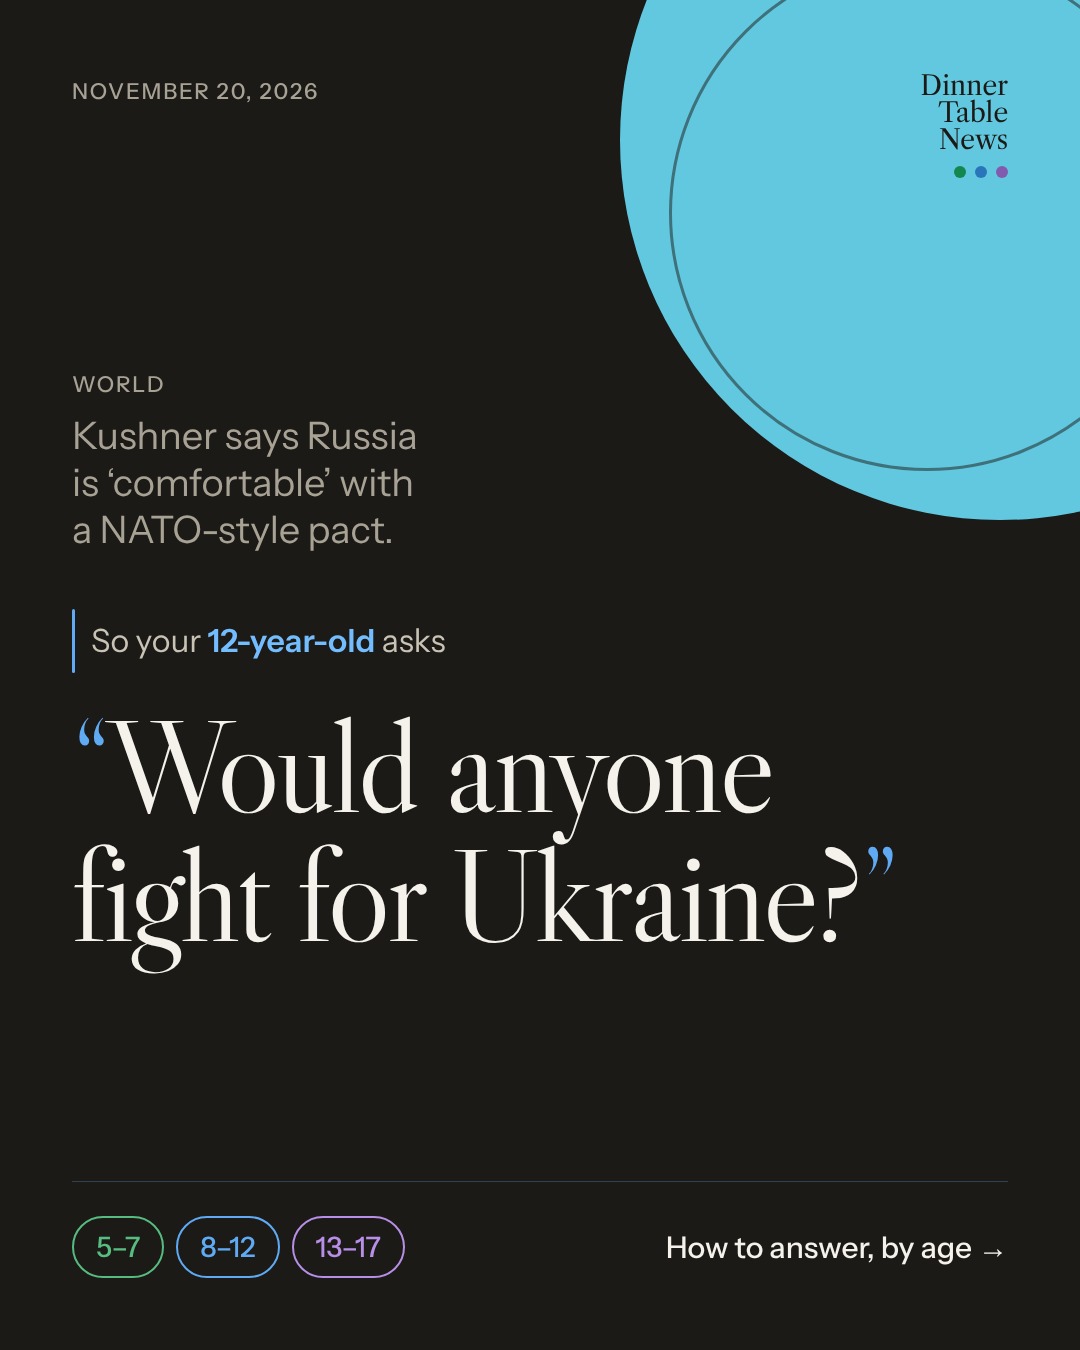 NOVEMBER 20, 2026
Dinner
Table
News
WORLD
Kushner says Russia
is ‘comfortable’ with
a NATO-style pact.
So your 12-year-old asks
“Would anyone
fight for Ukraine?”
5–7
8–12
13–17
How to answer, by age →